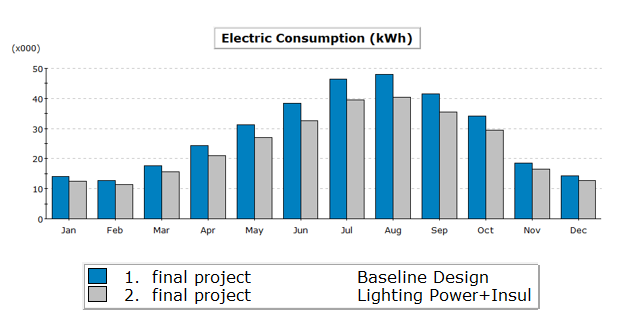 Electric Consumption (kWh)
(x000)
50
40
30
20
10
0
Jan Feb Mar Apr May Jun Jul Aug Sep Oct Nov Dec
1. final project Baseline Design
2. final project Lighting Power+Insul